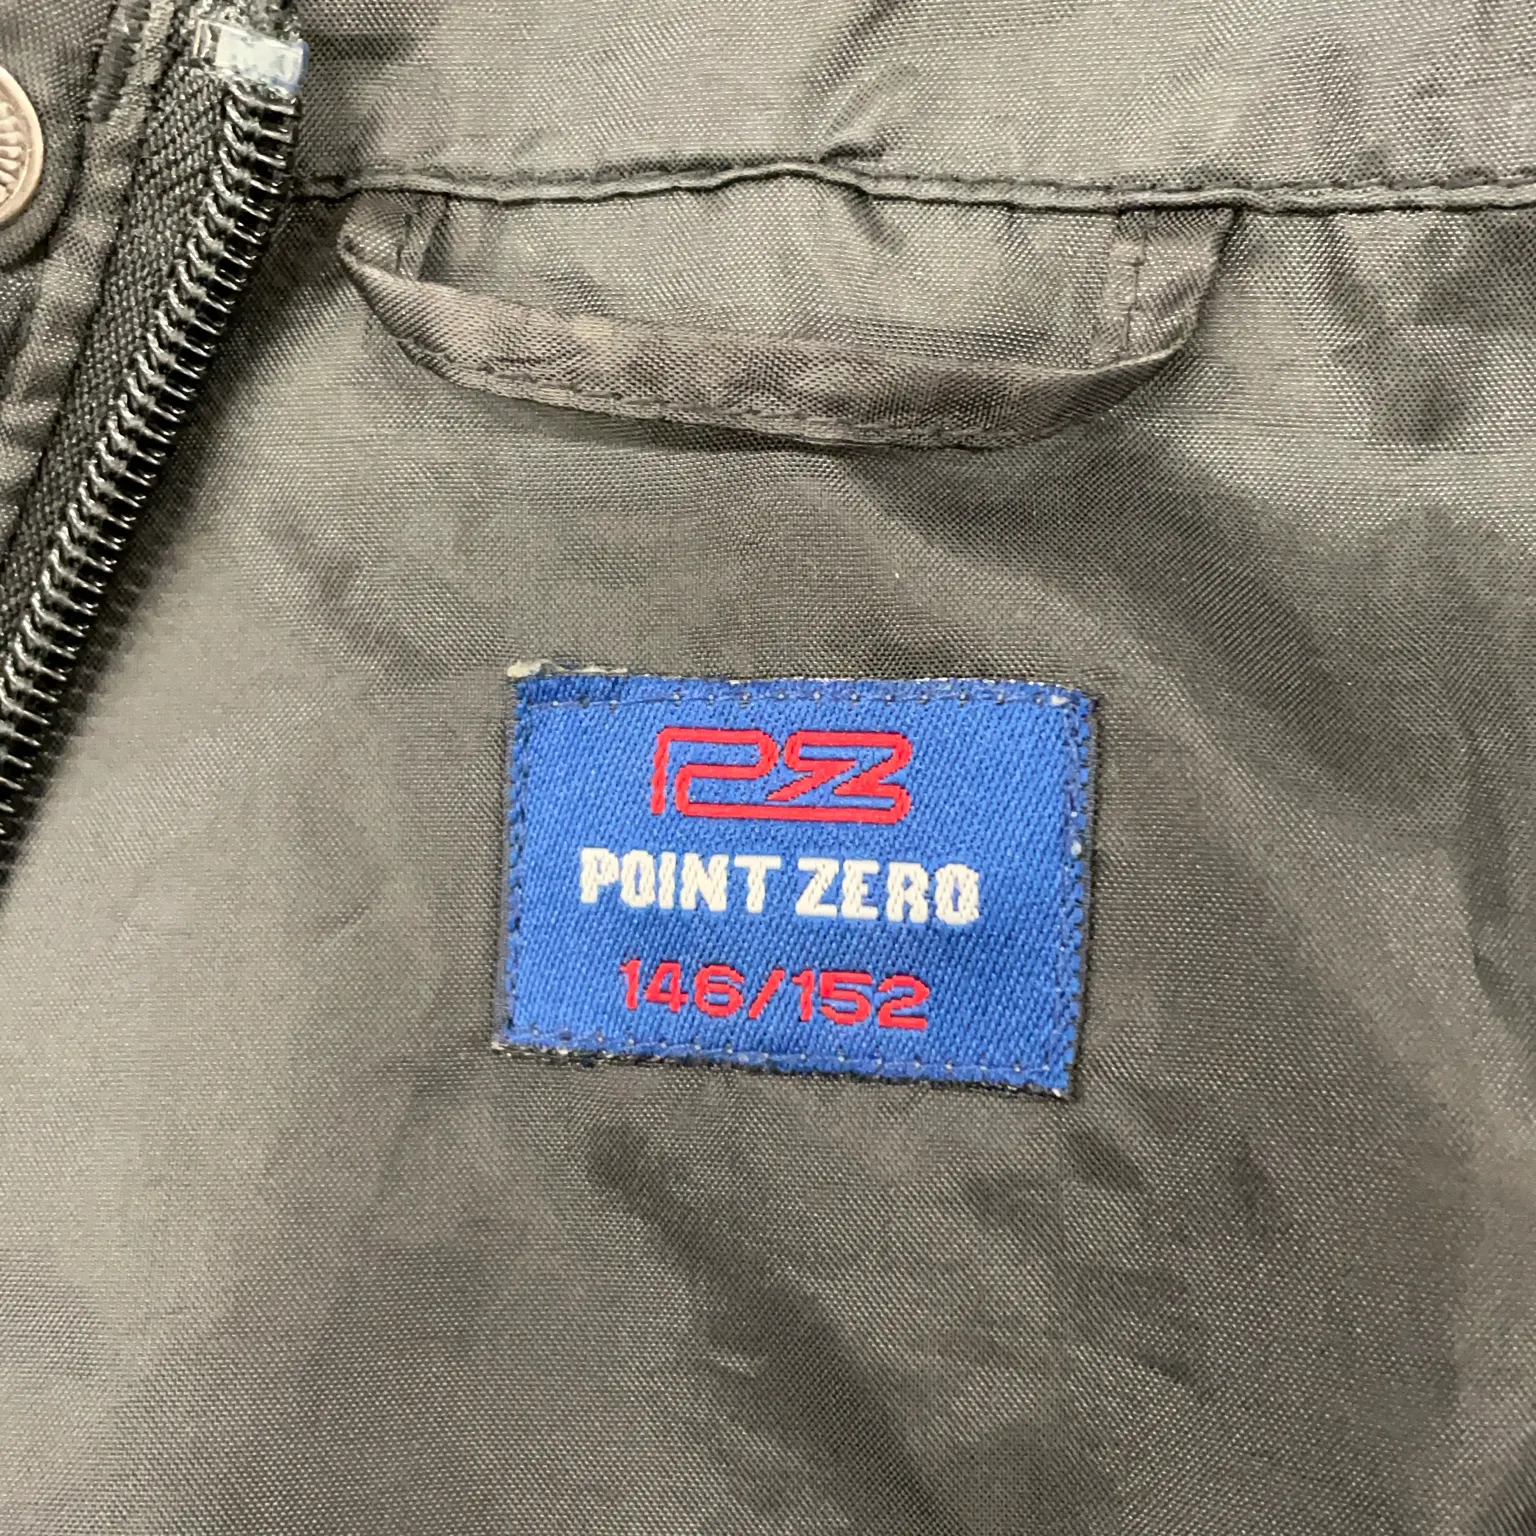 PZ
POINT ZERO
146/152